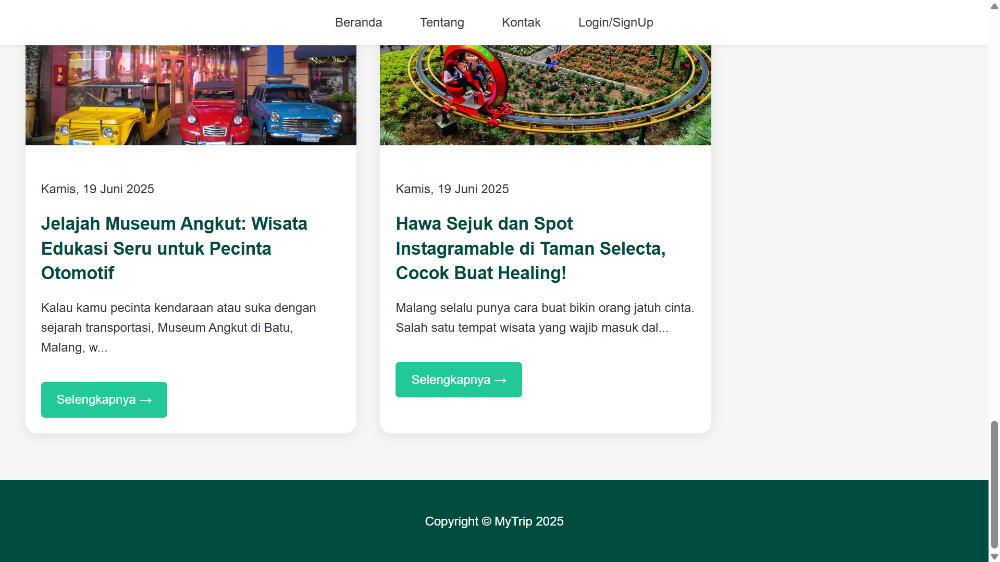 Beranda Tentang Kontak Login/SignUp
PEUGEOT 404
Kamis, 19 Juni 2025
Jelajah Museum Angkut: Wisata
Edukasi Seru untuk Pecinta
Otomotif
Kalau kamu pecinta kendaraan atau suka dengan
sejarah transportasi, Museum Angkut di Batu,
Malang, w...
Selengkapnya →
Kamis, 19 Juni 2025
Hawa Sejuk dan Spot
Instagramable di Taman Selecta,
Cocok Buat Healing!
Malang selalu punya cara buat bikin orang jatuh cinta.
Salah satu tempat wisata yang wajib masuk dal...
Selengkapnya →
Copyright © MyTrip 2025